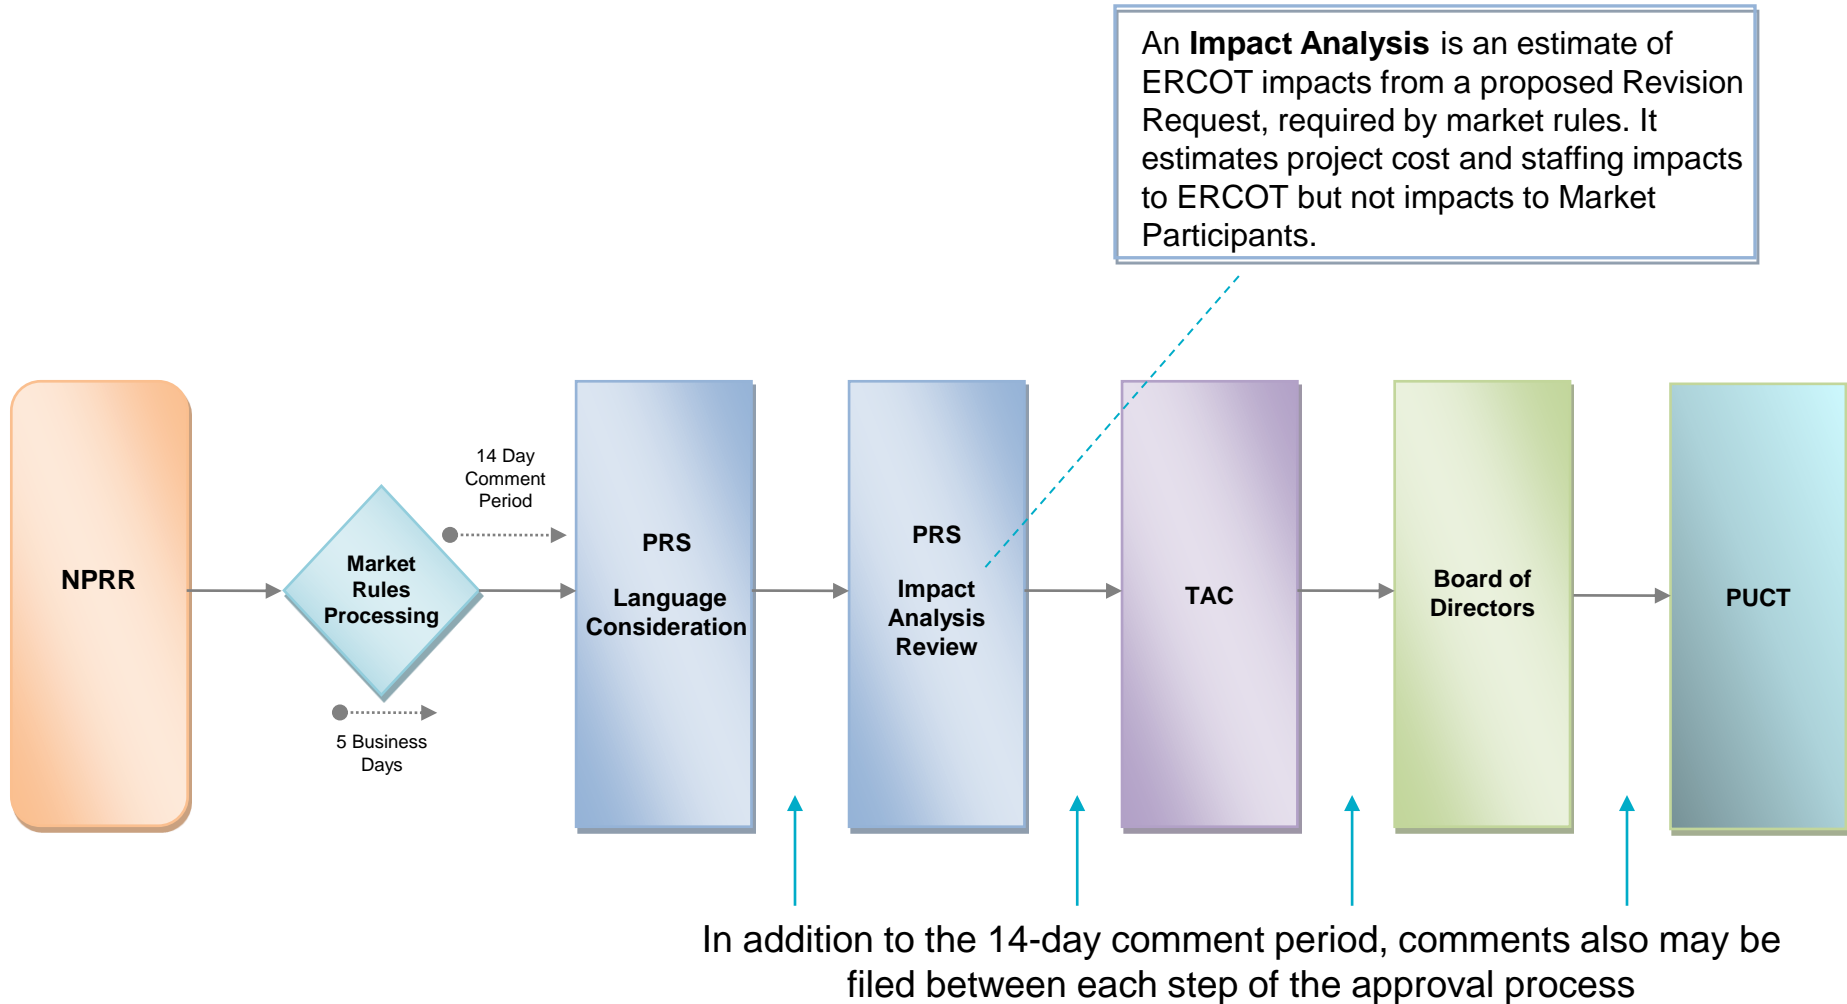 An Impact Analysis is an estimate of
ERCOT impacts from a proposed Revision
Request, required by market rules. It
estimates project cost and staffing impacts
to ERCOT but not impacts to Market
Participants.
NPRR
Market
Rules
Processing
5 Business
Days
14 Day
Comment
Period
PRS
Language
Consideration
PRS
Impact
Analysis
Review
TAC
Board of
Directors
PUCT
In addition to the 14-day comment period, comments also may be
filed between each step of the approval process